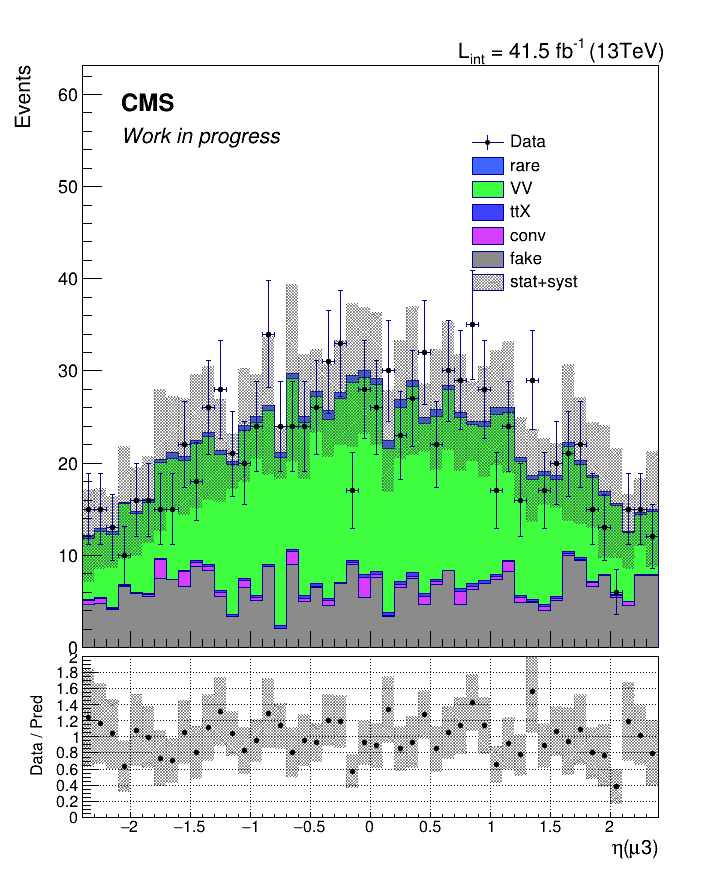 L_int = 41.5 fb^-1 (13TeV)
Events
CMS
Work in progress
Data
rare
VV
ttX
conv
fake
stat+syst
60
50
40
30
20
10
0
Data / Pred
2
1.8
1.6
1.4
1.2
1
0.8
0.6
0.4
0.2
0
−2 −1.5 −1 −0.5 0 0.5 1 1.5 2
η(μ3)